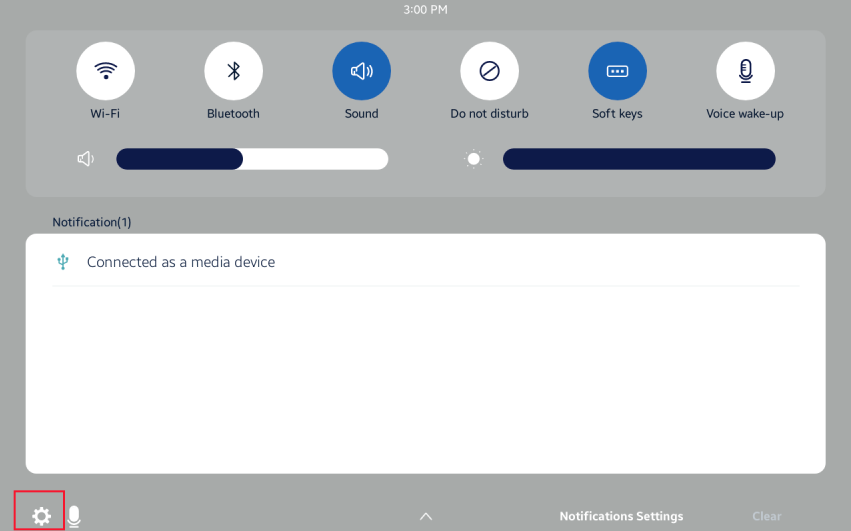 3:00 PM
Wi-Fi
Bluetooth
Sound
Do not disturb
Soft keys
Voice wake-up
Notification(1)
Connected as a media device
Notifications Settings
Clear